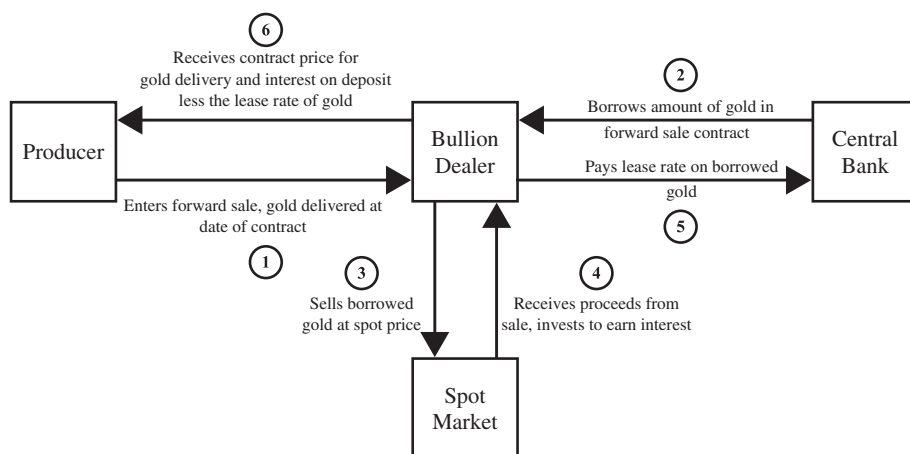 6
Receives contract price for
gold delivery and interest on deposit
less the lease rate of gold
2
Borrows amount of gold in
forward sale contract
Producer
Bullion
Dealer
Central
Bank
Pays lease rate on borrowed
gold
Enters forward sale, gold delivered at
date of contract
5
1
3
4
Sells borrowed
gold at spot price
Receives proceeds from
sale, invests to earn interest
Spot
Market